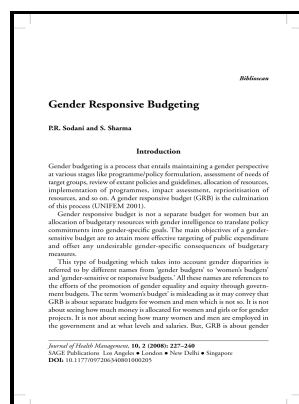 Biblioscan
Gender Responsive Budgeting
P.R. Sodani and S. Sharma
Introduction
Gender budgeting is a process that entails maintaining a gender perspective
at various stages like programme/policy formulation, assessment of needs of
target groups, review of extant policies and guidelines, allocation of resources,
implementation of programmes, impact assessment, reprioritisation of
resources, and so on. A gender responsive budget (GRB) is the culmination
of this process (UNIFEM 2001).
Gender responsive budget is not a separate budget for women but an
allocation of budgetary resources with gender intelligence to translate policy
commitments into gender-specific goals. The main objectives of a gender-
sensitive budget are to attain more effective targeting of public expenditure
and offset any undesirable gender-specific consequences of budgetary
measures.
This type of budgeting which takes into account gender disparities is
referred to by different names from ‘gender budgets’ to ‘women’s budgets’
and ‘gender-sensitive or responsive budgets.’ All these names are references to
the efforts of the promotion of gender equality and equity through govern-
ment budgets. The term ‘women’s budget’ is misleading as it may convey that
GRB is about separate budgets for women and men which is not so. It is not
about seeing how much money is allocated for women and girls or for gender
projects. It is not about seeing how many women and men are employed in
the government and at what levels and salaries. But, GRB is about gender
Journal of Health Management, 10, 2 (2008): 227–240
SAGE Publications Los Angeles • London • New Delhi • Singapore
DOI: 10.1177/097206340801000205